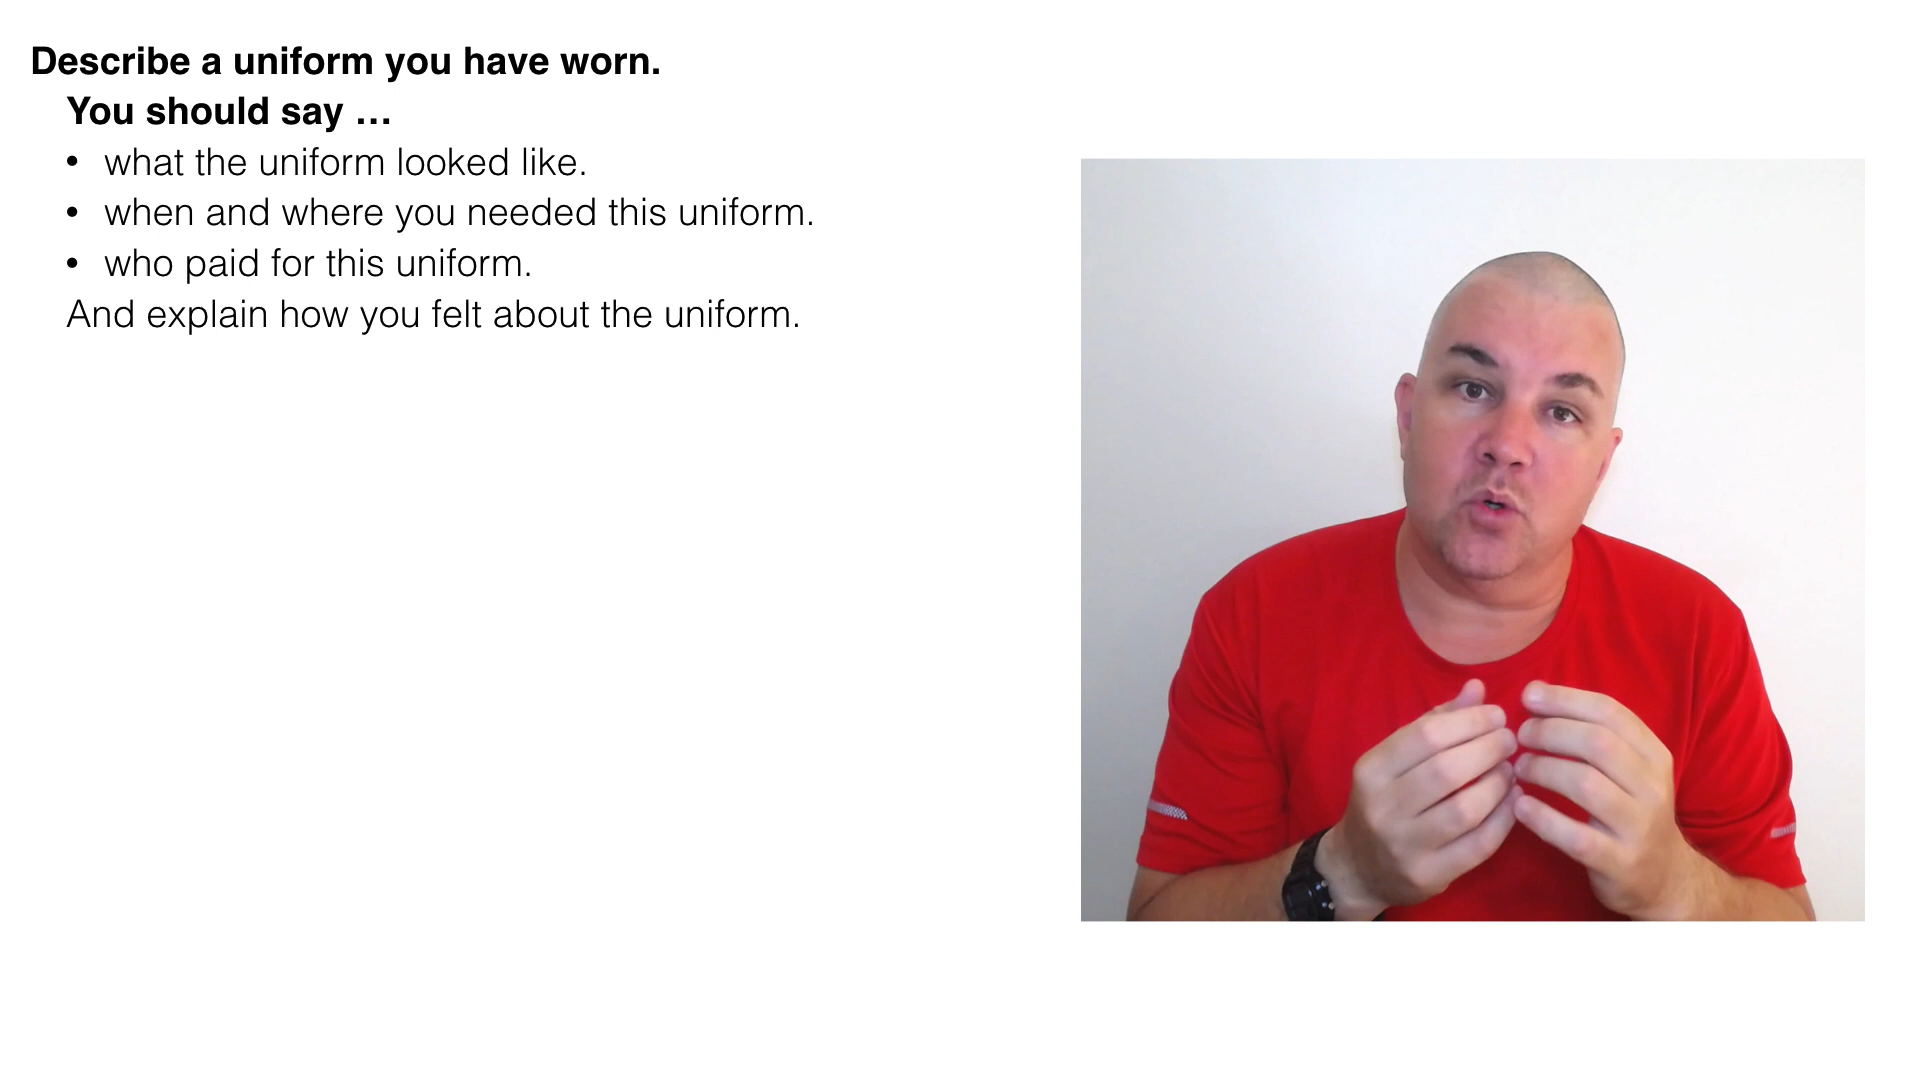 Describe a uniform you have worn.
You should say …
• what the uniform looked like.
• when and where you needed this uniform.
• who paid for this uniform.
And explain how you felt about the uniform.